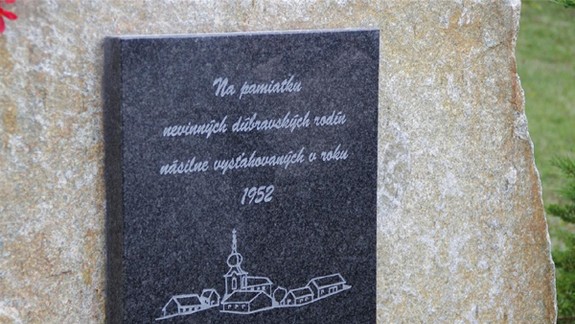 Na pamiatku
nevinných dúbravských rodín
násilne vysťahovaných v roku
1952